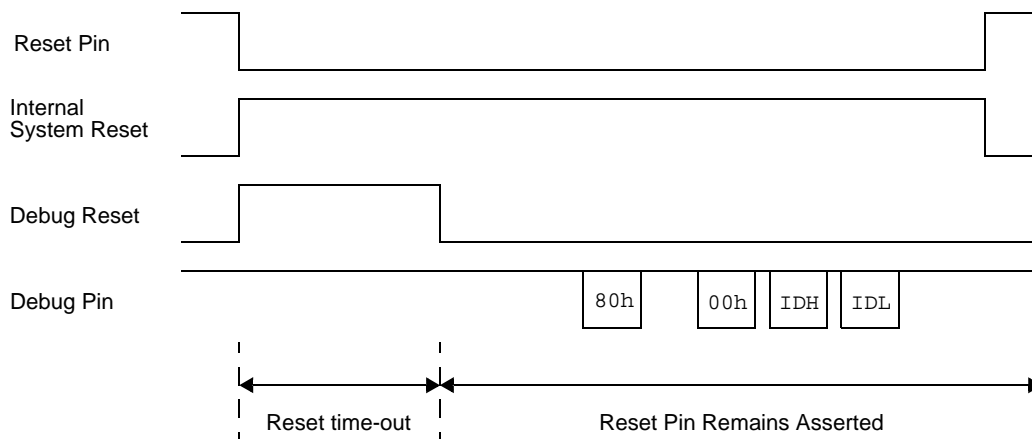 Reset Pin
Internal
System Reset
Debug Reset
Debug Pin
80h
00h
IDH
IDL
Reset time-out
Reset Pin Remains Asserted